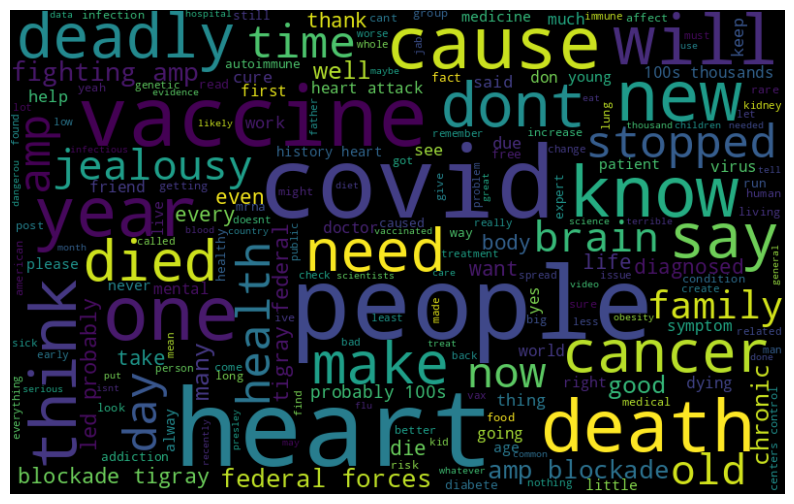 data infection hospital still cant group medicine much affect immune keep must
deadly time cause will
autoimmune worse whole jab use
thank
fighting amp cure well said don young 100s thousands
yeah genetic read first fact rare
help evidence heart attack lung eat let kidney
lot low likely work father remember increase thousand children needed
vaccine dont new
found infectious amp history heart see due free patient virus change tell
jealousy stopped
friend getting even got give problem great expert run human
dangerou might diet living
year covid know
mrna doctor
post live doesnt every caused really science terrible
called blood country vaccinated way brain say
month healthy public treatment body
please died need
american never mental check scientists care want life diagnosed general
health tigray federal spread issue condition video
ive yes create
think one people family
least made big less obesity sure symptom
sick isnt mean bad treat back world related man
early take many make now cancer
serious put person come probably 100s right good dying done
led probably day look long find flu vax thing medical chronic
everything alway recently presley food
addiction better kid going age
heart death
may die risk whatever common centers control
nothing
blockade tigray federal forces diabete amp blockade little old